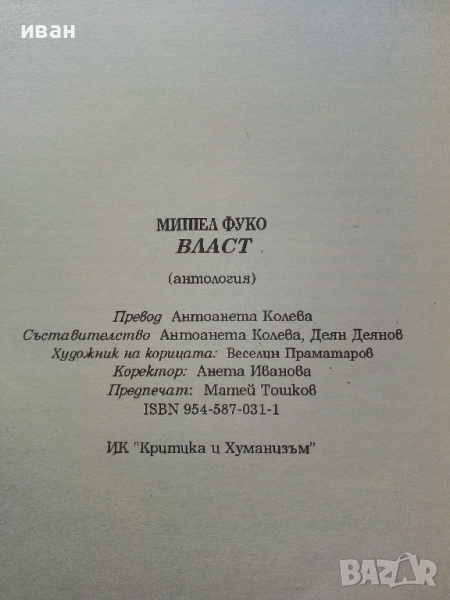 иван
МИШЕЛ ФУКО
ВЛАСТ
(антология)
Превод Антоанета Колева
Съставителство Антоанета Колева, Деян Деянов
Художник на корицата: Веселин Праматаров
Коректор: Анета Иванова
Предпечат: Матей Тошков
ISBN 954-587-031-1
ИК "Критика и Хуманизъм"
BAZAR